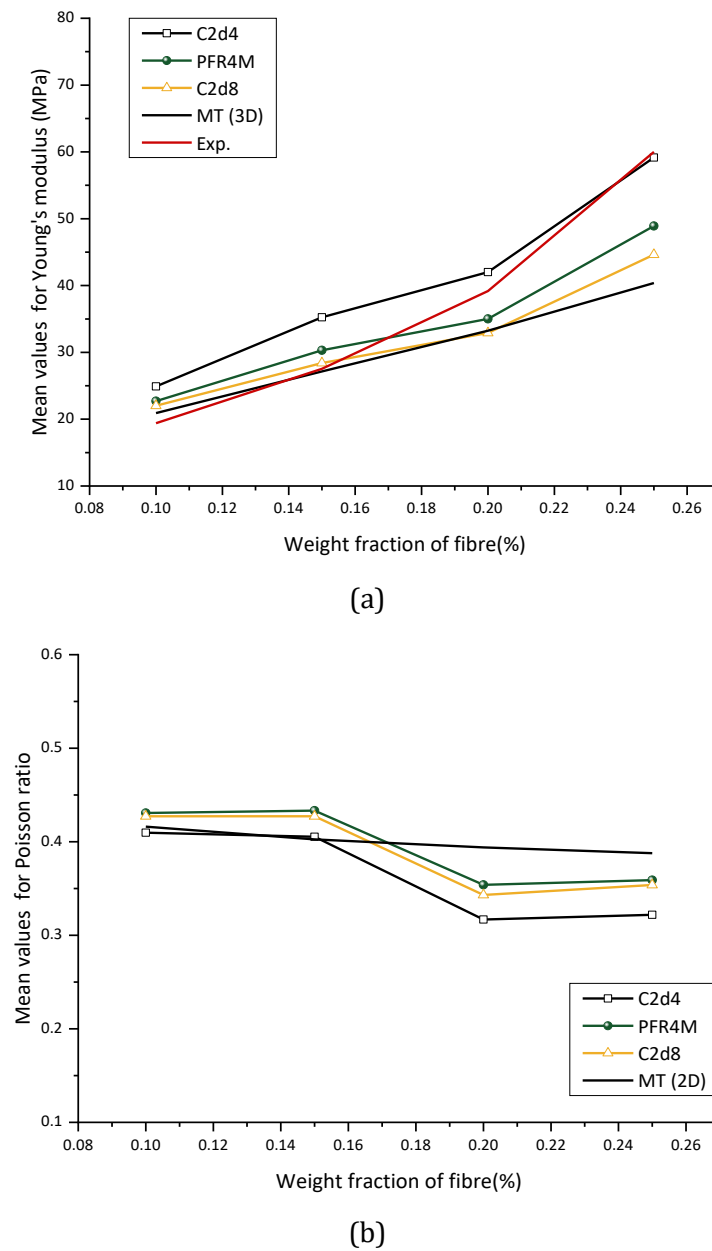 80
70
60
50
40
30
20
10
Mean values for Young's modulus (MPa)
C2d4
PFR4M
C2d8
MT (3D)
Exp.
0.08 0.10 0.12 0.14 0.16 0.18 0.20 0.22 0.24 0.26
Weight fraction of fibre(%)
(a)
0.6
0.5
0.4
0.3
0.2
0.1
Mean values for Poisson ratio
C2d4
PFR4M
C2d8
MT (2D)
0.08 0.10 0.12 0.14 0.16 0.18 0.20 0.22 0.24 0.26
Weight fraction of fibre(%)
(b)